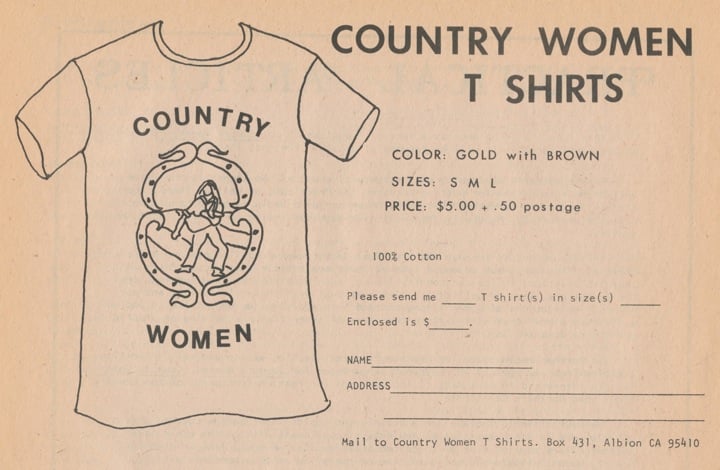 COUNTRY WOMEN
T SHIRTS
COUNTRY
WOMEN
COLOR: GOLD with BROWN
SIZES: S M L
PRICE: $5.00 + .50 postage
100% Cotton
Please send me _____ T shirt(s) in size(s) ______
Enclosed is $______.
NAME
ADDRESS
Mail to Country Women T Shirts. Box 431, Albion CA 95410